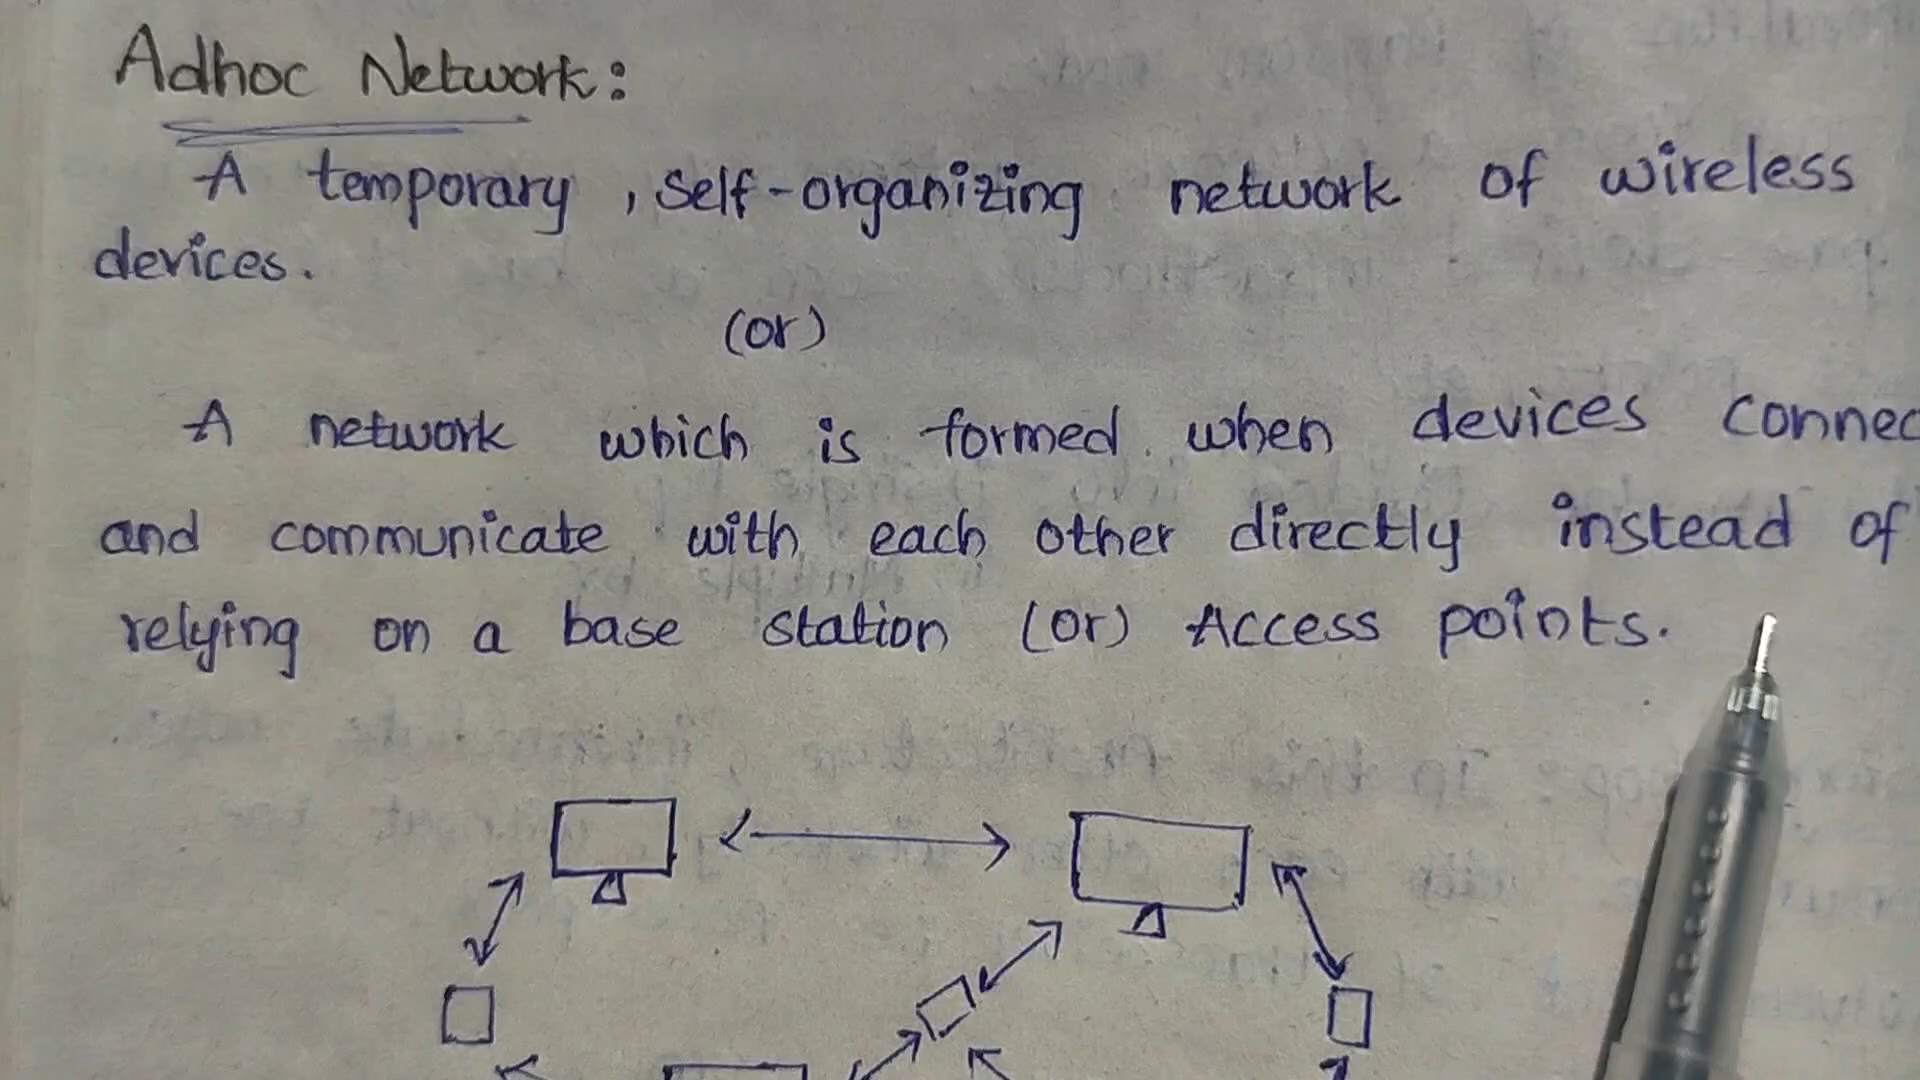 Adhoc Network:
A temporary, Self-organizing network of wireless
devices.
(or)
A network which is formed when devices connec
and communicate with each other directly instead of
relying on a base station (or) Access points.